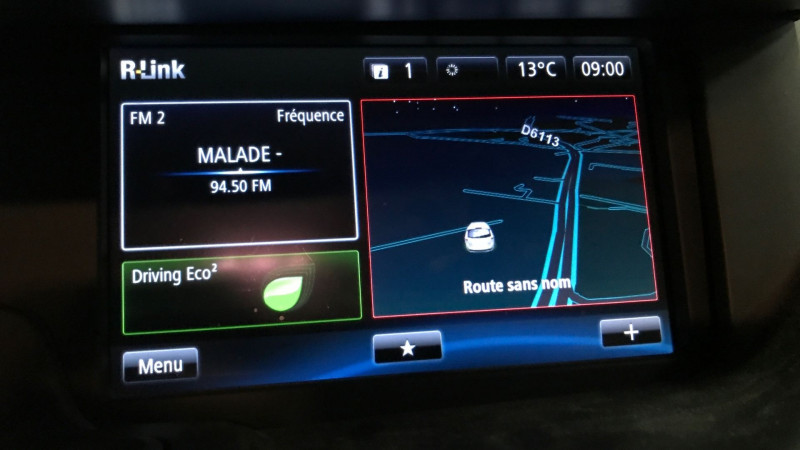 R-Link
1
13°C
09:00
FM 2
Fréquence
MALADE -
94.50 FM
D6113
Route sans nom
Driving Eco²
Menu